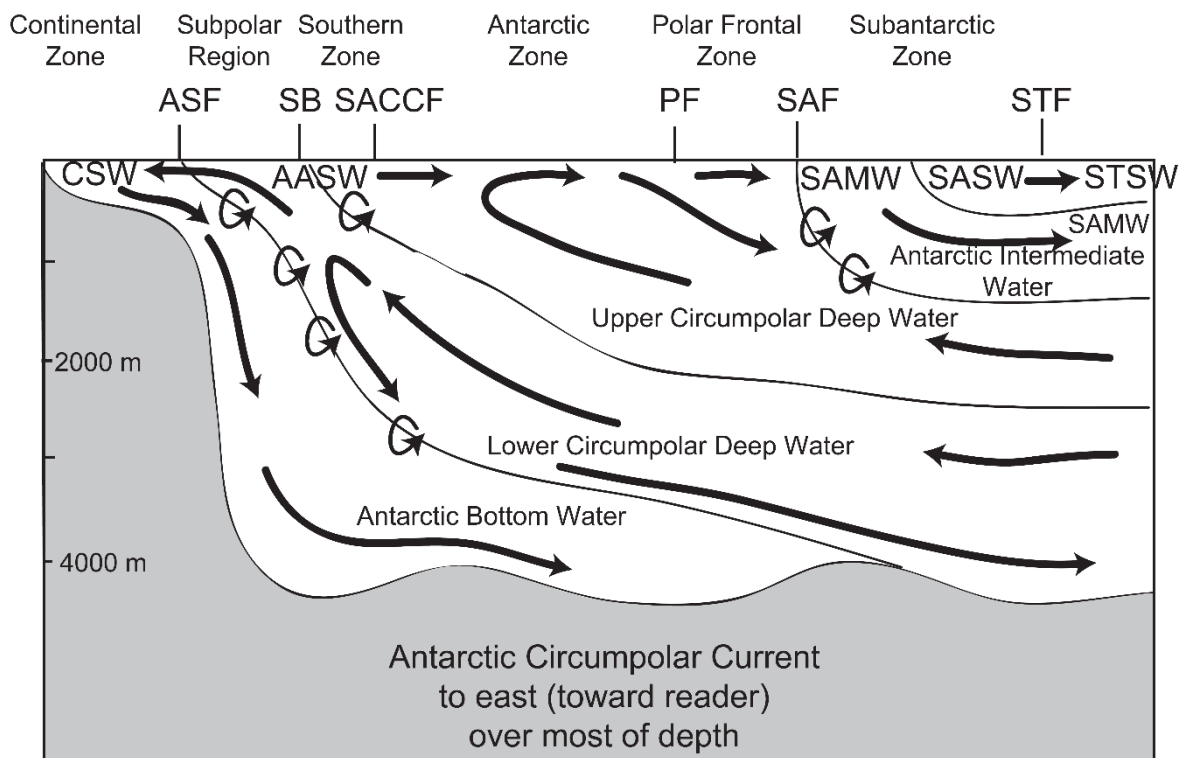 Continental Subpolar Southern Antarctic Polar Frontal Subantarctic
Zone Region Zone Zone Zone Zone
ASF SB SACCF PF SAF STF
CSW AASW SAMW SASW STSW
SAMW
Antarctic Intermediate
Water
Upper Circumpolar Deep Water
2000 m
Lower Circumpolar Deep Water
Antarctic Bottom Water
4000 m
Antarctic Circumpolar Current
to east (toward reader)
over most of depth